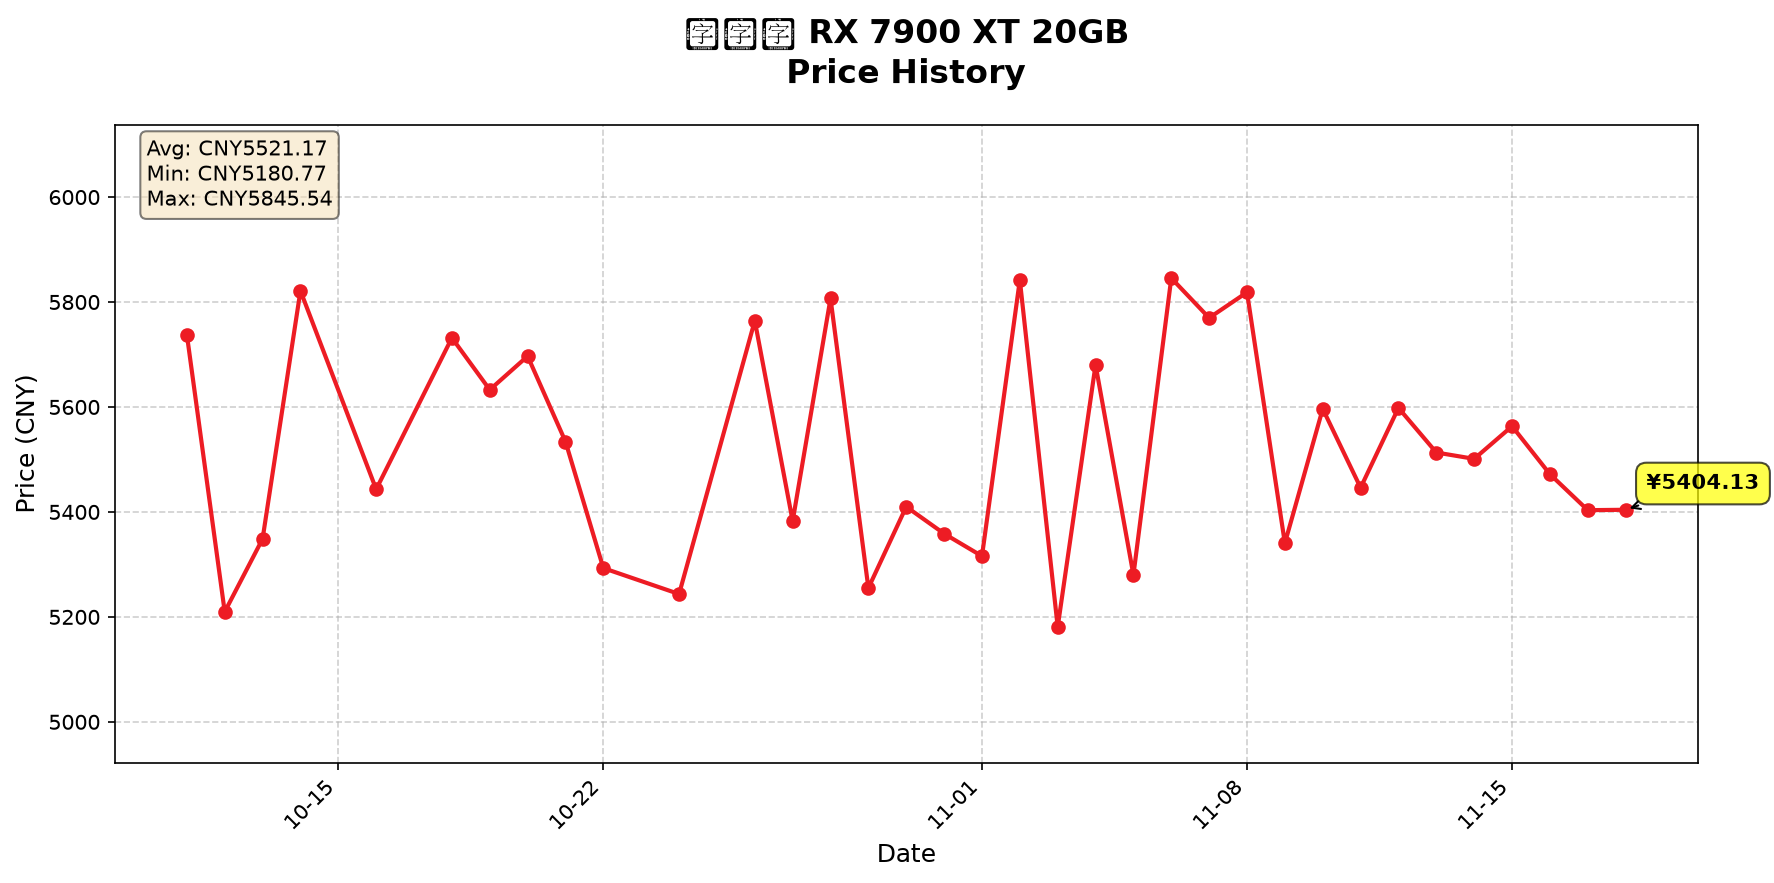 RX 7900 XT 20GB
Price History
Avg: CNY5521.17
Min: CNY5180.77
Max: CNY5845.54
Price (CNY)
6000
5800
5600
5400
5200
5000
¥5404.13
10-15
10-22
11-01
11-08
11-15
Date